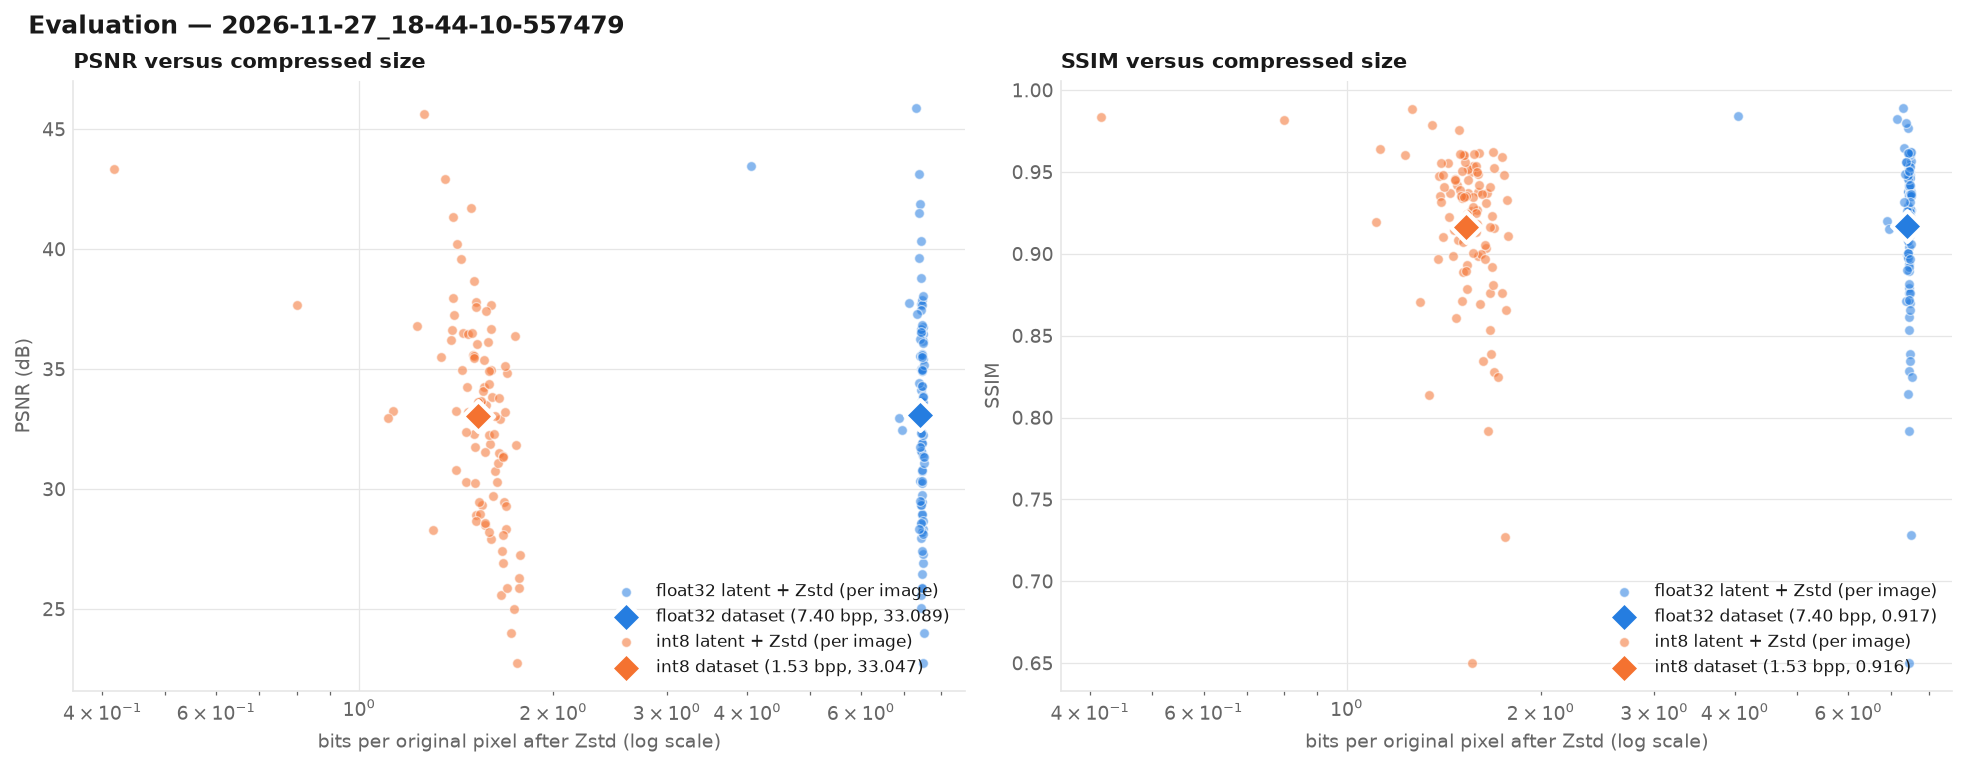 Evaluation — 2026-11-27_18-44-10-557479
PSNR versus compressed size
45
40
35
30
25
PSNR (dB)
4 × 10⁻¹
6 × 10⁻¹
10⁰
2 × 10⁰
3 × 10⁰
4 × 10⁰
6 × 10⁰
bits per original pixel after Zstd (log scale)
float32 latent + Zstd (per image)
float32 dataset (7.40 bpp, 33.089)
int8 latent + Zstd (per image)
int8 dataset (1.53 bpp, 33.047)
SSIM versus compressed size
1.00
0.95
0.90
0.85
0.80
0.75
0.70
0.65
SSIM
4 × 10⁻¹
6 × 10⁻¹
10⁰
2 × 10⁰
3 × 10⁰
4 × 10⁰
6 × 10⁰
bits per original pixel after Zstd (log scale)
float32 latent + Zstd (per image)
float32 dataset (7.40 bpp, 0.917)
int8 latent + Zstd (per image)
int8 dataset (1.53 bpp, 0.916)